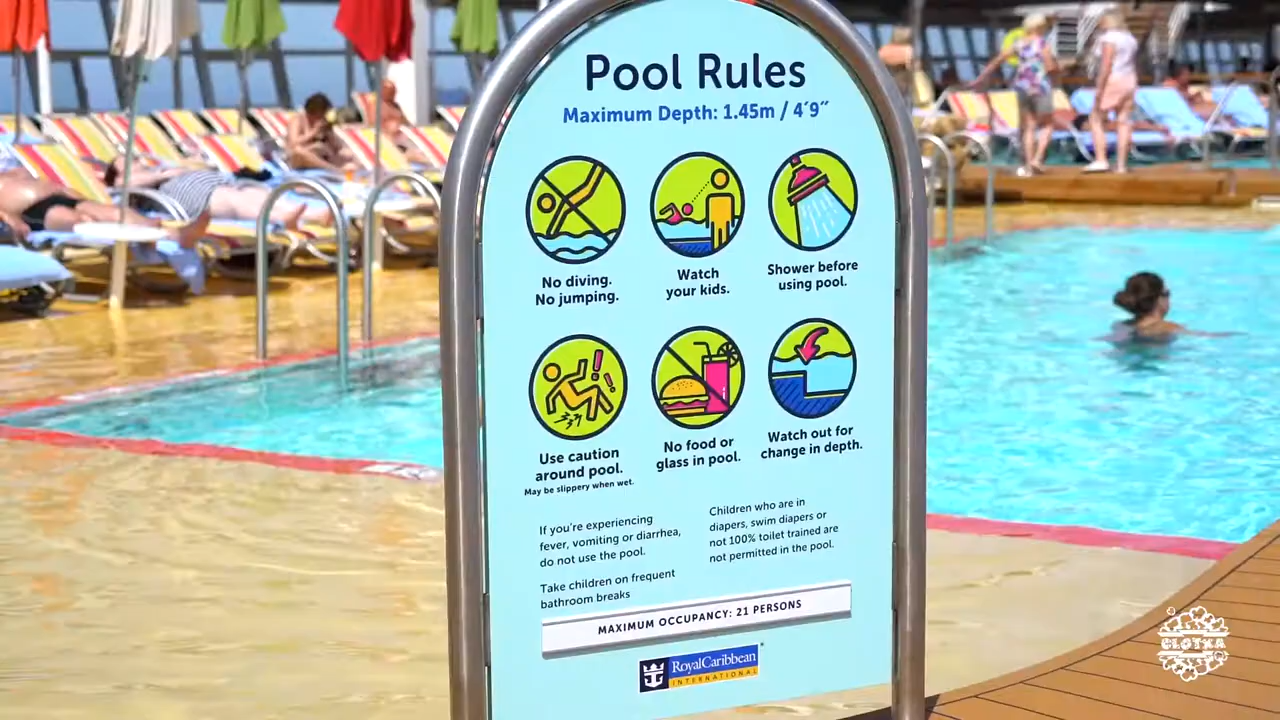 Pool Rules
Maximum Depth: 1.45m / 4´9˝
No diving.
No jumping.
Watch
your kids.
Shower before
using pool.
Use caution
around pool.
May be slippery when wet.
No food or
glass in pool.
Watch out for
change in depth.
If you're experiencing
fever, vomiting or diarrhea,
do not use the pool.
Take children on frequent
bathroom breaks
Children who are in
diapers, swim diapers or
not 100% toilet trained are
not permitted in the pool.
MAXIMUM OCCUPANCY: 21 PERSONS
RoyalCaribbean
INTERNATIONAL
CLOTKA